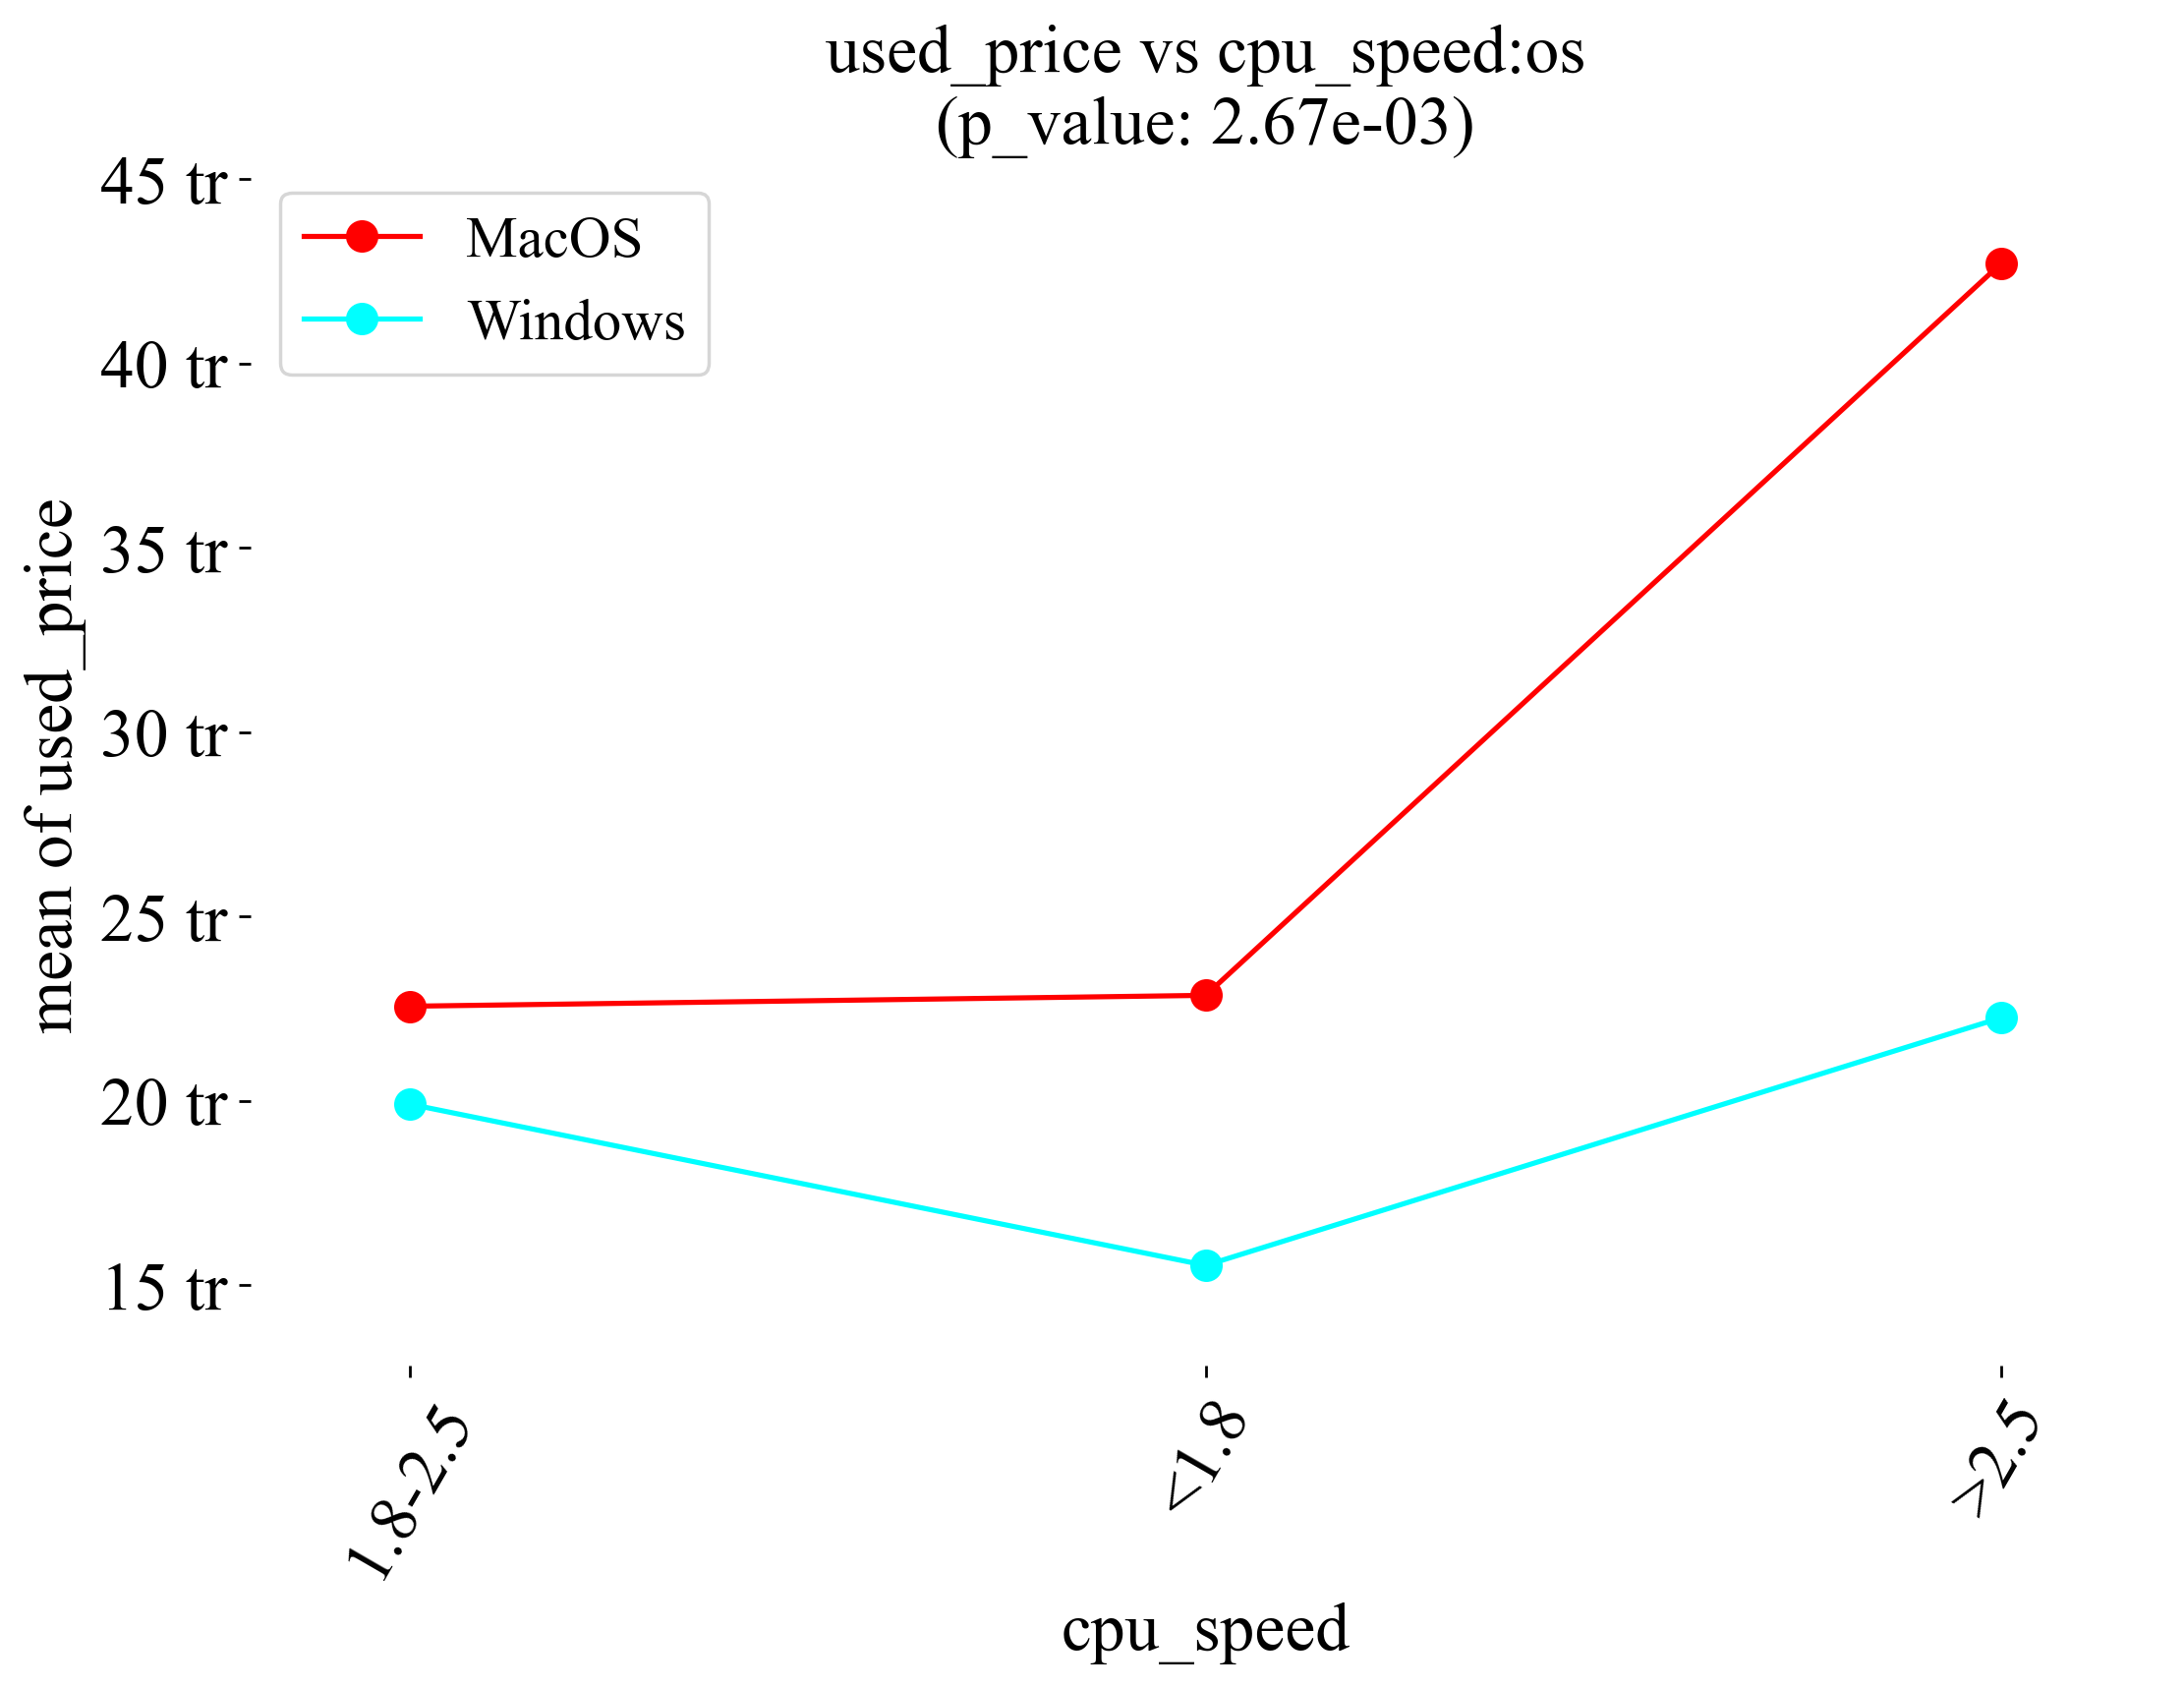 used_price vs cpu_speed:os
(p_value: 2.67e-03)
MacOS
Windows
mean of used_price
45 tr
40 tr
35 tr
30 tr
25 tr
20 tr
15 tr
1.8-2.5
<1.8
>2.5
cpu_speed